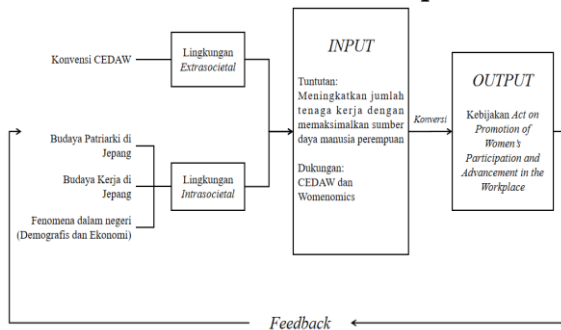 Konvensi CEDAW
Lingkungan
Extrasocietal
Budaya Patriarki di
Jepang
Budaya Kerja di
Jepang
Fenomena dalam negeri
(Demografis dan Ekonomi)
Lingkungan
Intrasocietal
INPUT
Tuntutan:
Meningkatkan jumlah
tenaga kerja dengan
memaksimalkan sumber
daya manusia perempuan
Dukungan:
CEDAW dan
Womenomics
Konversi
OUTPUT
Kebijakan Act on
Promotion of
Women's
Participation and
Advancement in the
Workplace
Feedback